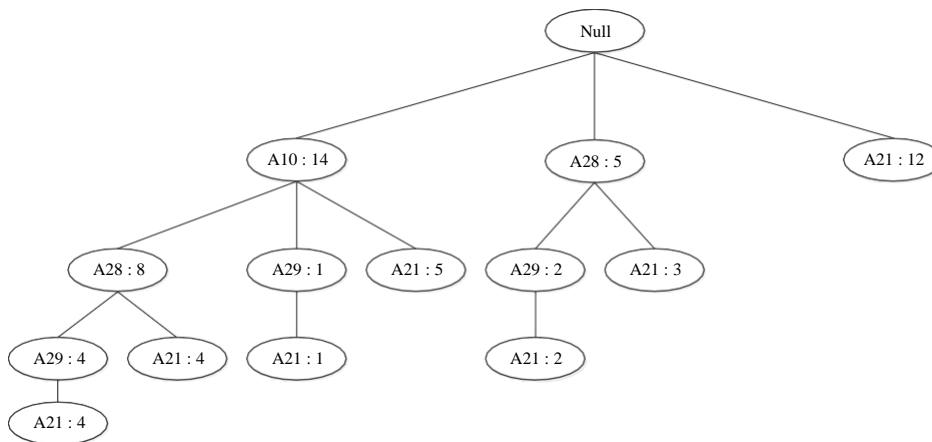 Null
A10 : 14
A28 : 5
A21 : 12
A28 : 8
A29 : 1
A21 : 5
A29 : 2
A21 : 3
A29 : 4
A21 : 4
A21 : 1
A21 : 2
A21 : 4